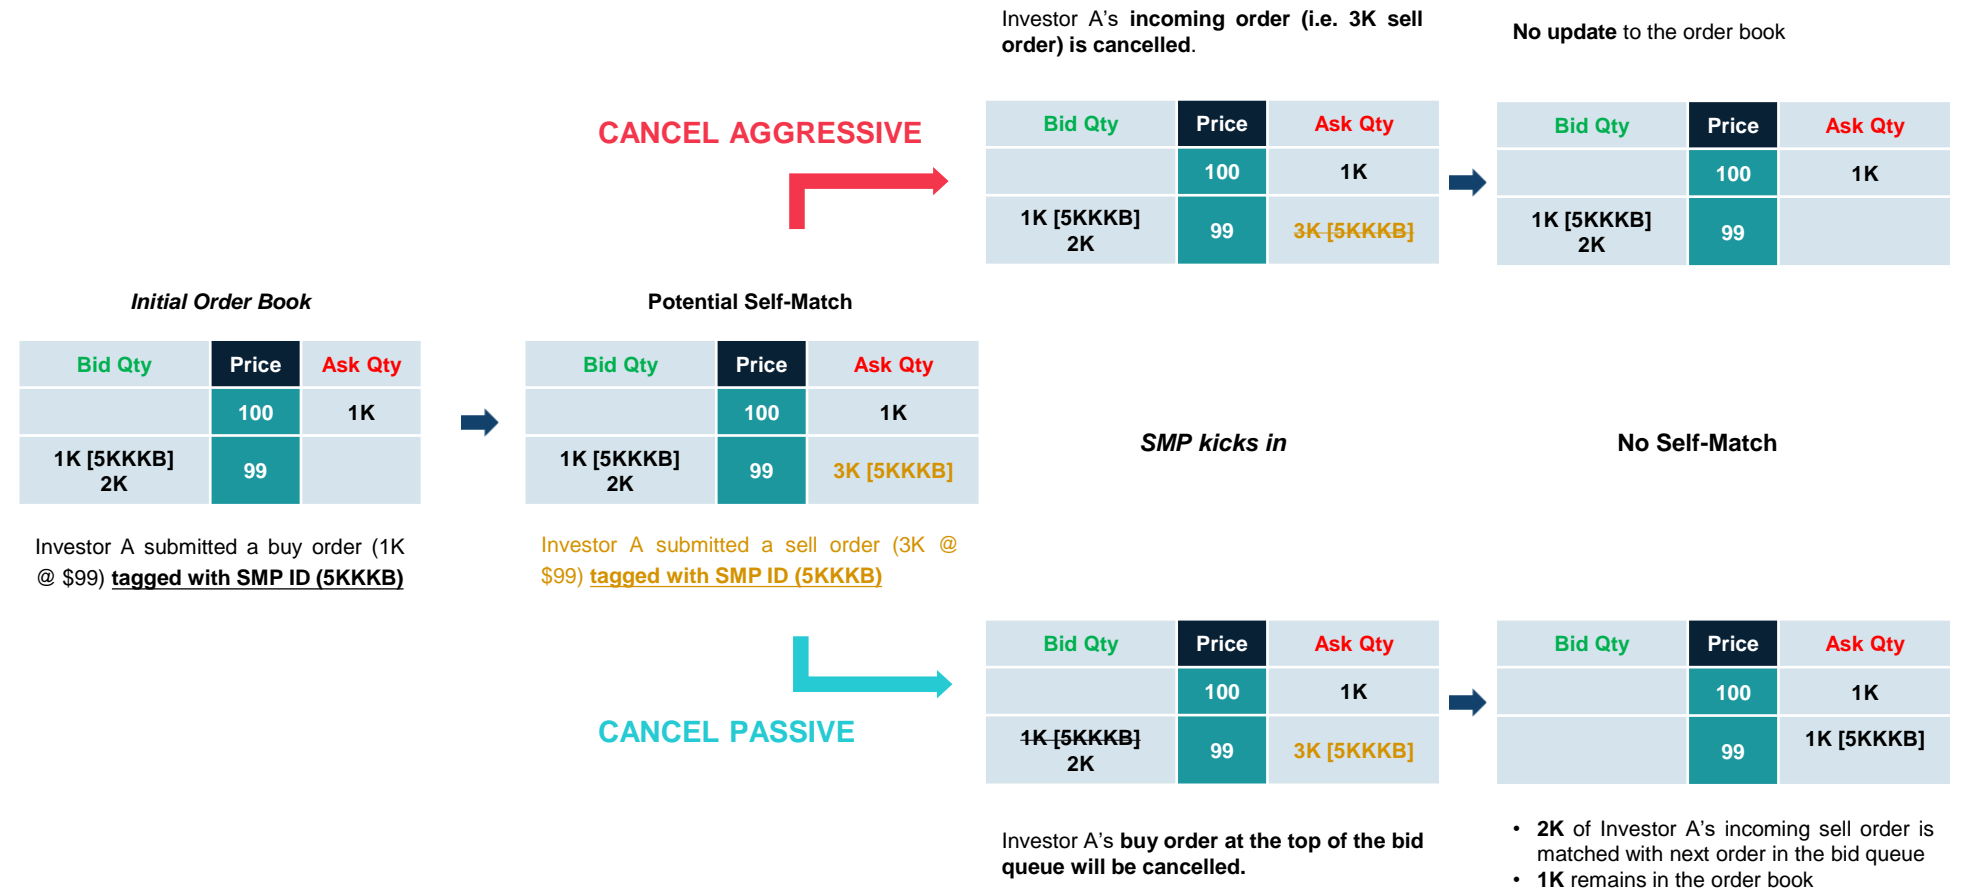 Investor A's incoming order (i.e. 3K sell
order) is cancelled.
No update to the order book
CANCEL AGGRESSIVE
Bid Qty Price Ask Qty
100 1K
1K [5KKKB]
2K
99 3K [5KKKB]
Bid Qty Price Ask Qty
100 1K
1K [5KKKB]
2K
99
Initial Order Book
Bid Qty Price Ask Qty
100 1K
1K [5KKKB]
2K
99
Investor A submitted a buy order (1K
@ $99) tagged with SMP ID (5KKKB)
Potential Self-Match
Bid Qty Price Ask Qty
100 1K
1K [5KKKB]
2K
99 3K [5KKKB]
Investor A submitted a sell order (3K @
$99) tagged with SMP ID (5KKKB)
SMP kicks in
No Self-Match
CANCEL PASSIVE
Bid Qty Price Ask Qty
100 1K
1K [5KKKB]
2K
99 3K [5KKKB]
Investor A's buy order at the top of the bid
queue will be cancelled.
Bid Qty Price Ask Qty
100 1K
99 1K [5KKKB]
• 2K of Investor A's incoming sell order is
matched with next order in the bid queue
• 1K remains in the order book